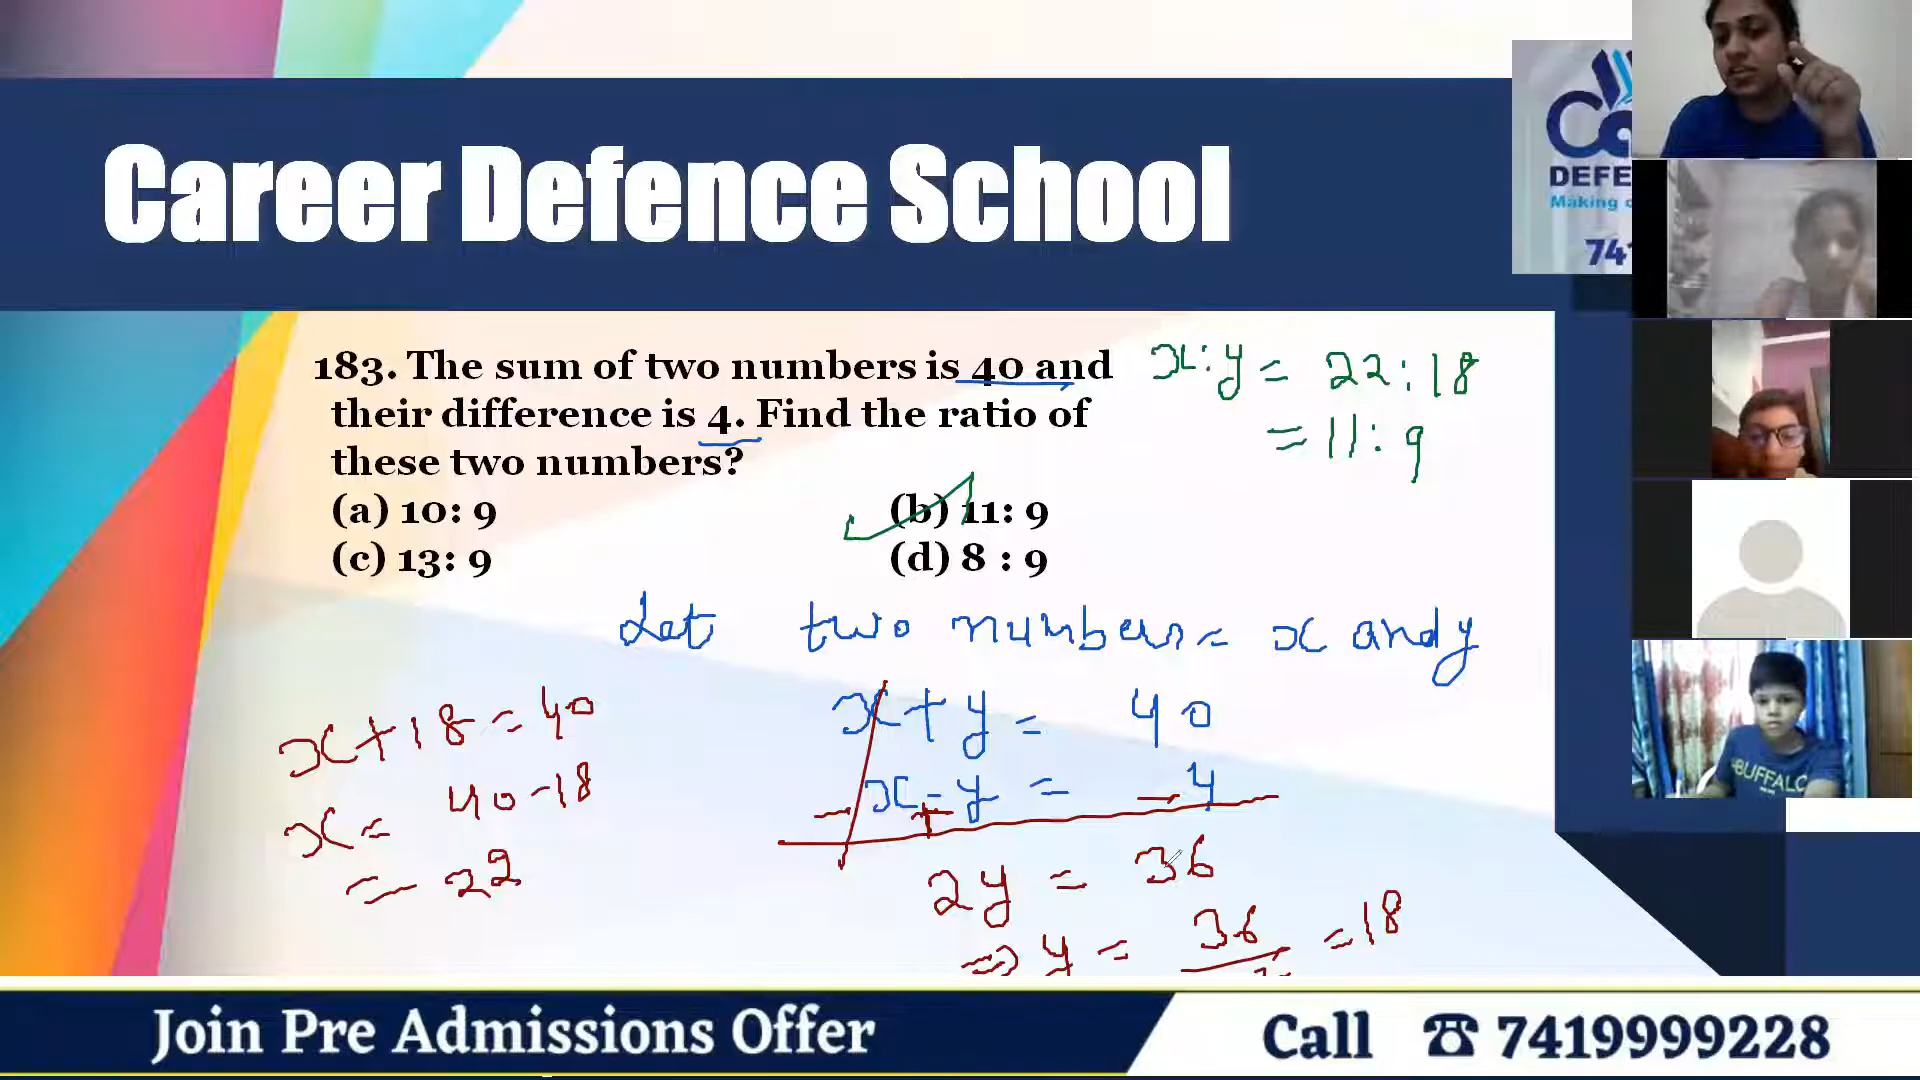 Career Defence School
DEFE
Making
74
183. The sum of two numbers is 40 and
their difference is 4. Find the ratio of
these two numbers?
(a) 10: 9 (b) 11: 9
(c) 13: 9 (d) 8 : 9
x:y = 22:18
= 11:9
Let two numbers = x and y
x+y = 40
x-y = 4
- + -
2y = 36
⇒ y = 36/2 = 18
x+18=40
x= 40-18
= 22
BUFFALO
Join Pre Admissions Offer
Call ☎ 7419999228